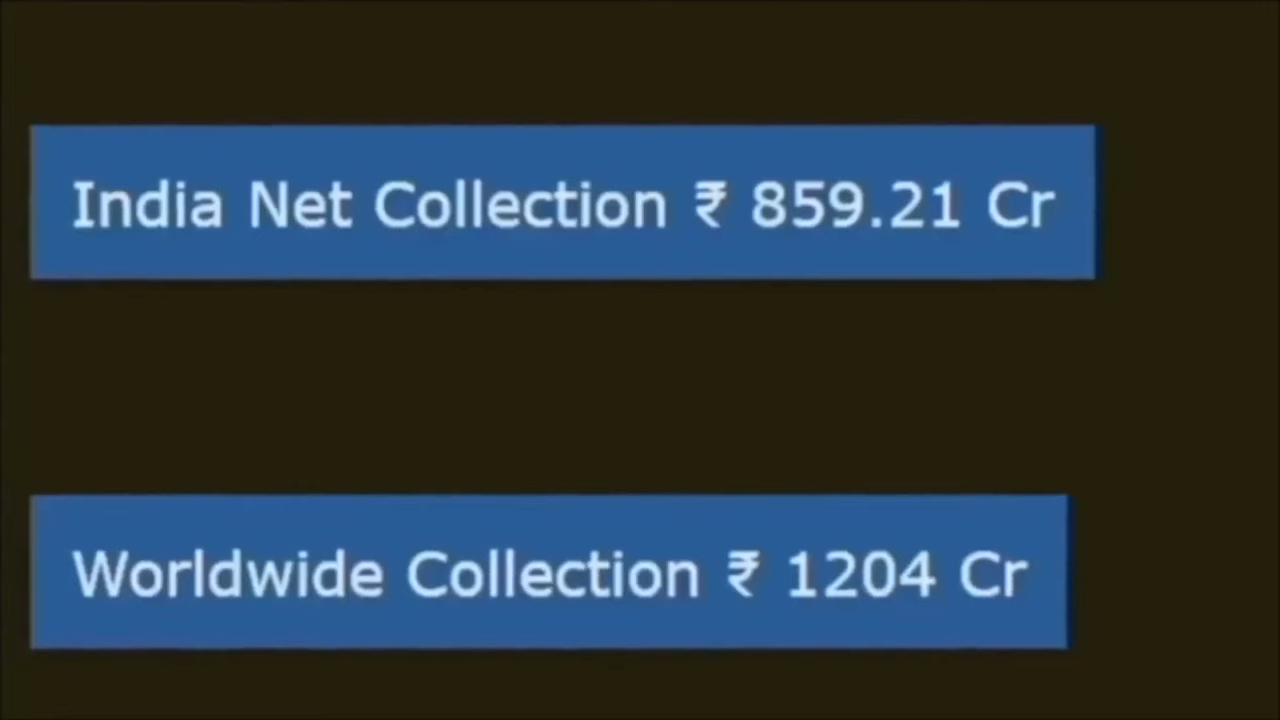 India Net Collection ₹ 859.21 Cr
Worldwide Collection ₹ 1204 Cr